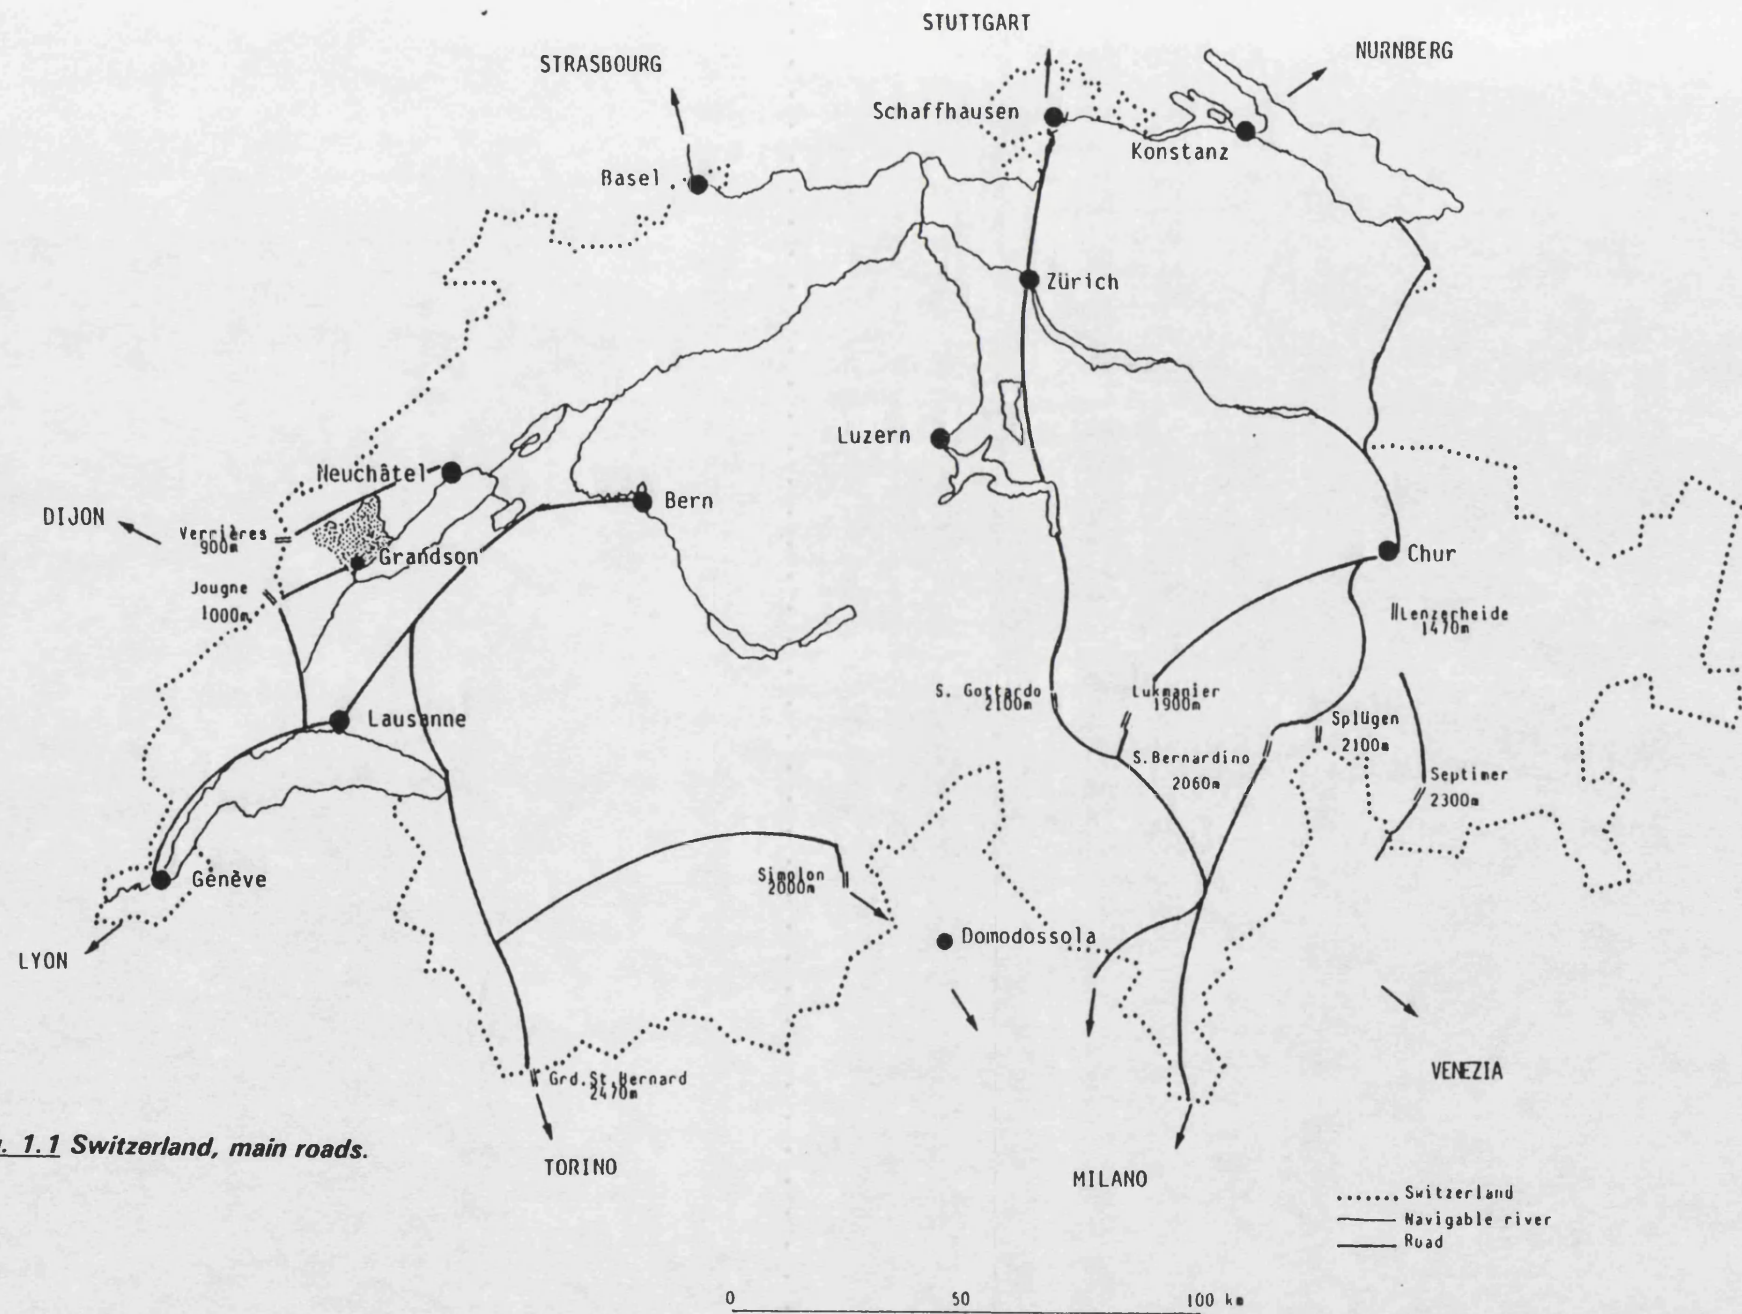 STUTTGART
STRASBOURG
NURNBERG
Schaffhausen
Konstanz
Basel
Zürich
Luzern
Neuchâtel
Bern
DIJON
Verrières
900m
Grandson
Chur
Jougne
1000m
Lenzerheide
1470m
S. Gottardo
2100m
Lukmanier
1900m
Lausanne
Splügen
2100m
S.Bernardino
2060m
Septimer
2300m
Genève
Simplon
2000m
Domodossola
LYON
VENEZIA
Grd.St.Bernard
2470m
. 1.1 Switzerland, main roads.
TORINO
MILANO
Switzerland
Navigable river
Road
0 50 100 km